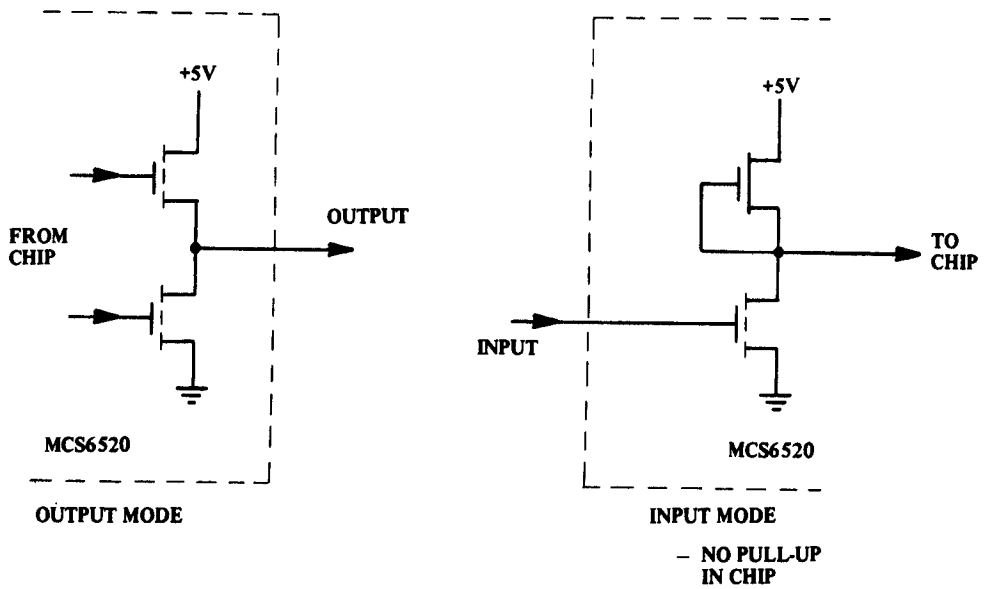 +5V
FROM
CHIP
OUTPUT
MCS6520
OUTPUT MODE
+5V
TO
CHIP
INPUT
MCS6520
INPUT MODE
– NO PULL-UP
IN CHIP